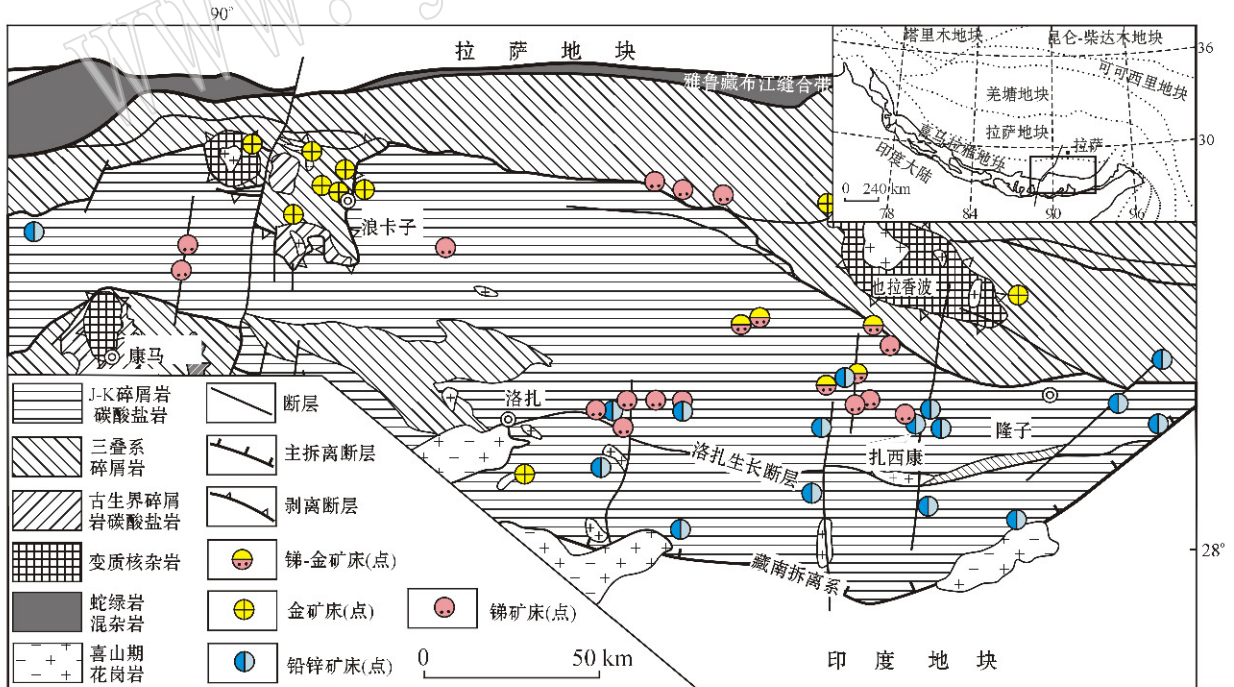 90°
拉萨地块
雅鲁藏布江缝合带
塔里木地块
昆仑-柴达木地块
可可西里地块
羌塘地块
拉萨地块
喜马拉雅地块
拉萨
印度大陆
0 240 km
78
84
90
96
36
30
浪卡子
也拉香波
康马
洛扎
隆子
扎西康
洛扎生长断层
藏南拆离系
28°
印度地块
J-K碎屑岩
碳酸盐岩
断层
三叠系
碎屑岩
主拆离断层
古生界碎屑
岩碳酸盐岩
剥离断层
变质核杂岩
锑-金矿床(点)
蛇绿岩
混杂岩
金矿床(点)
锑矿床(点)
喜山期
花岗岩
铅锌矿床(点)
0 50 km